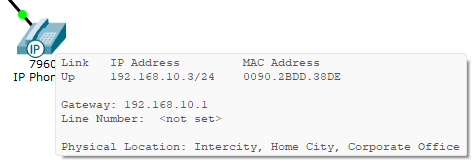 IP
7960
IP Phon
Link IP Address MAC Address
Up 192.168.10.3/24 0090.2BDD.38DE
Gateway: 192.168.10.1
Line Number: <not set>
Physical Location: Intercity, Home City, Corporate Office